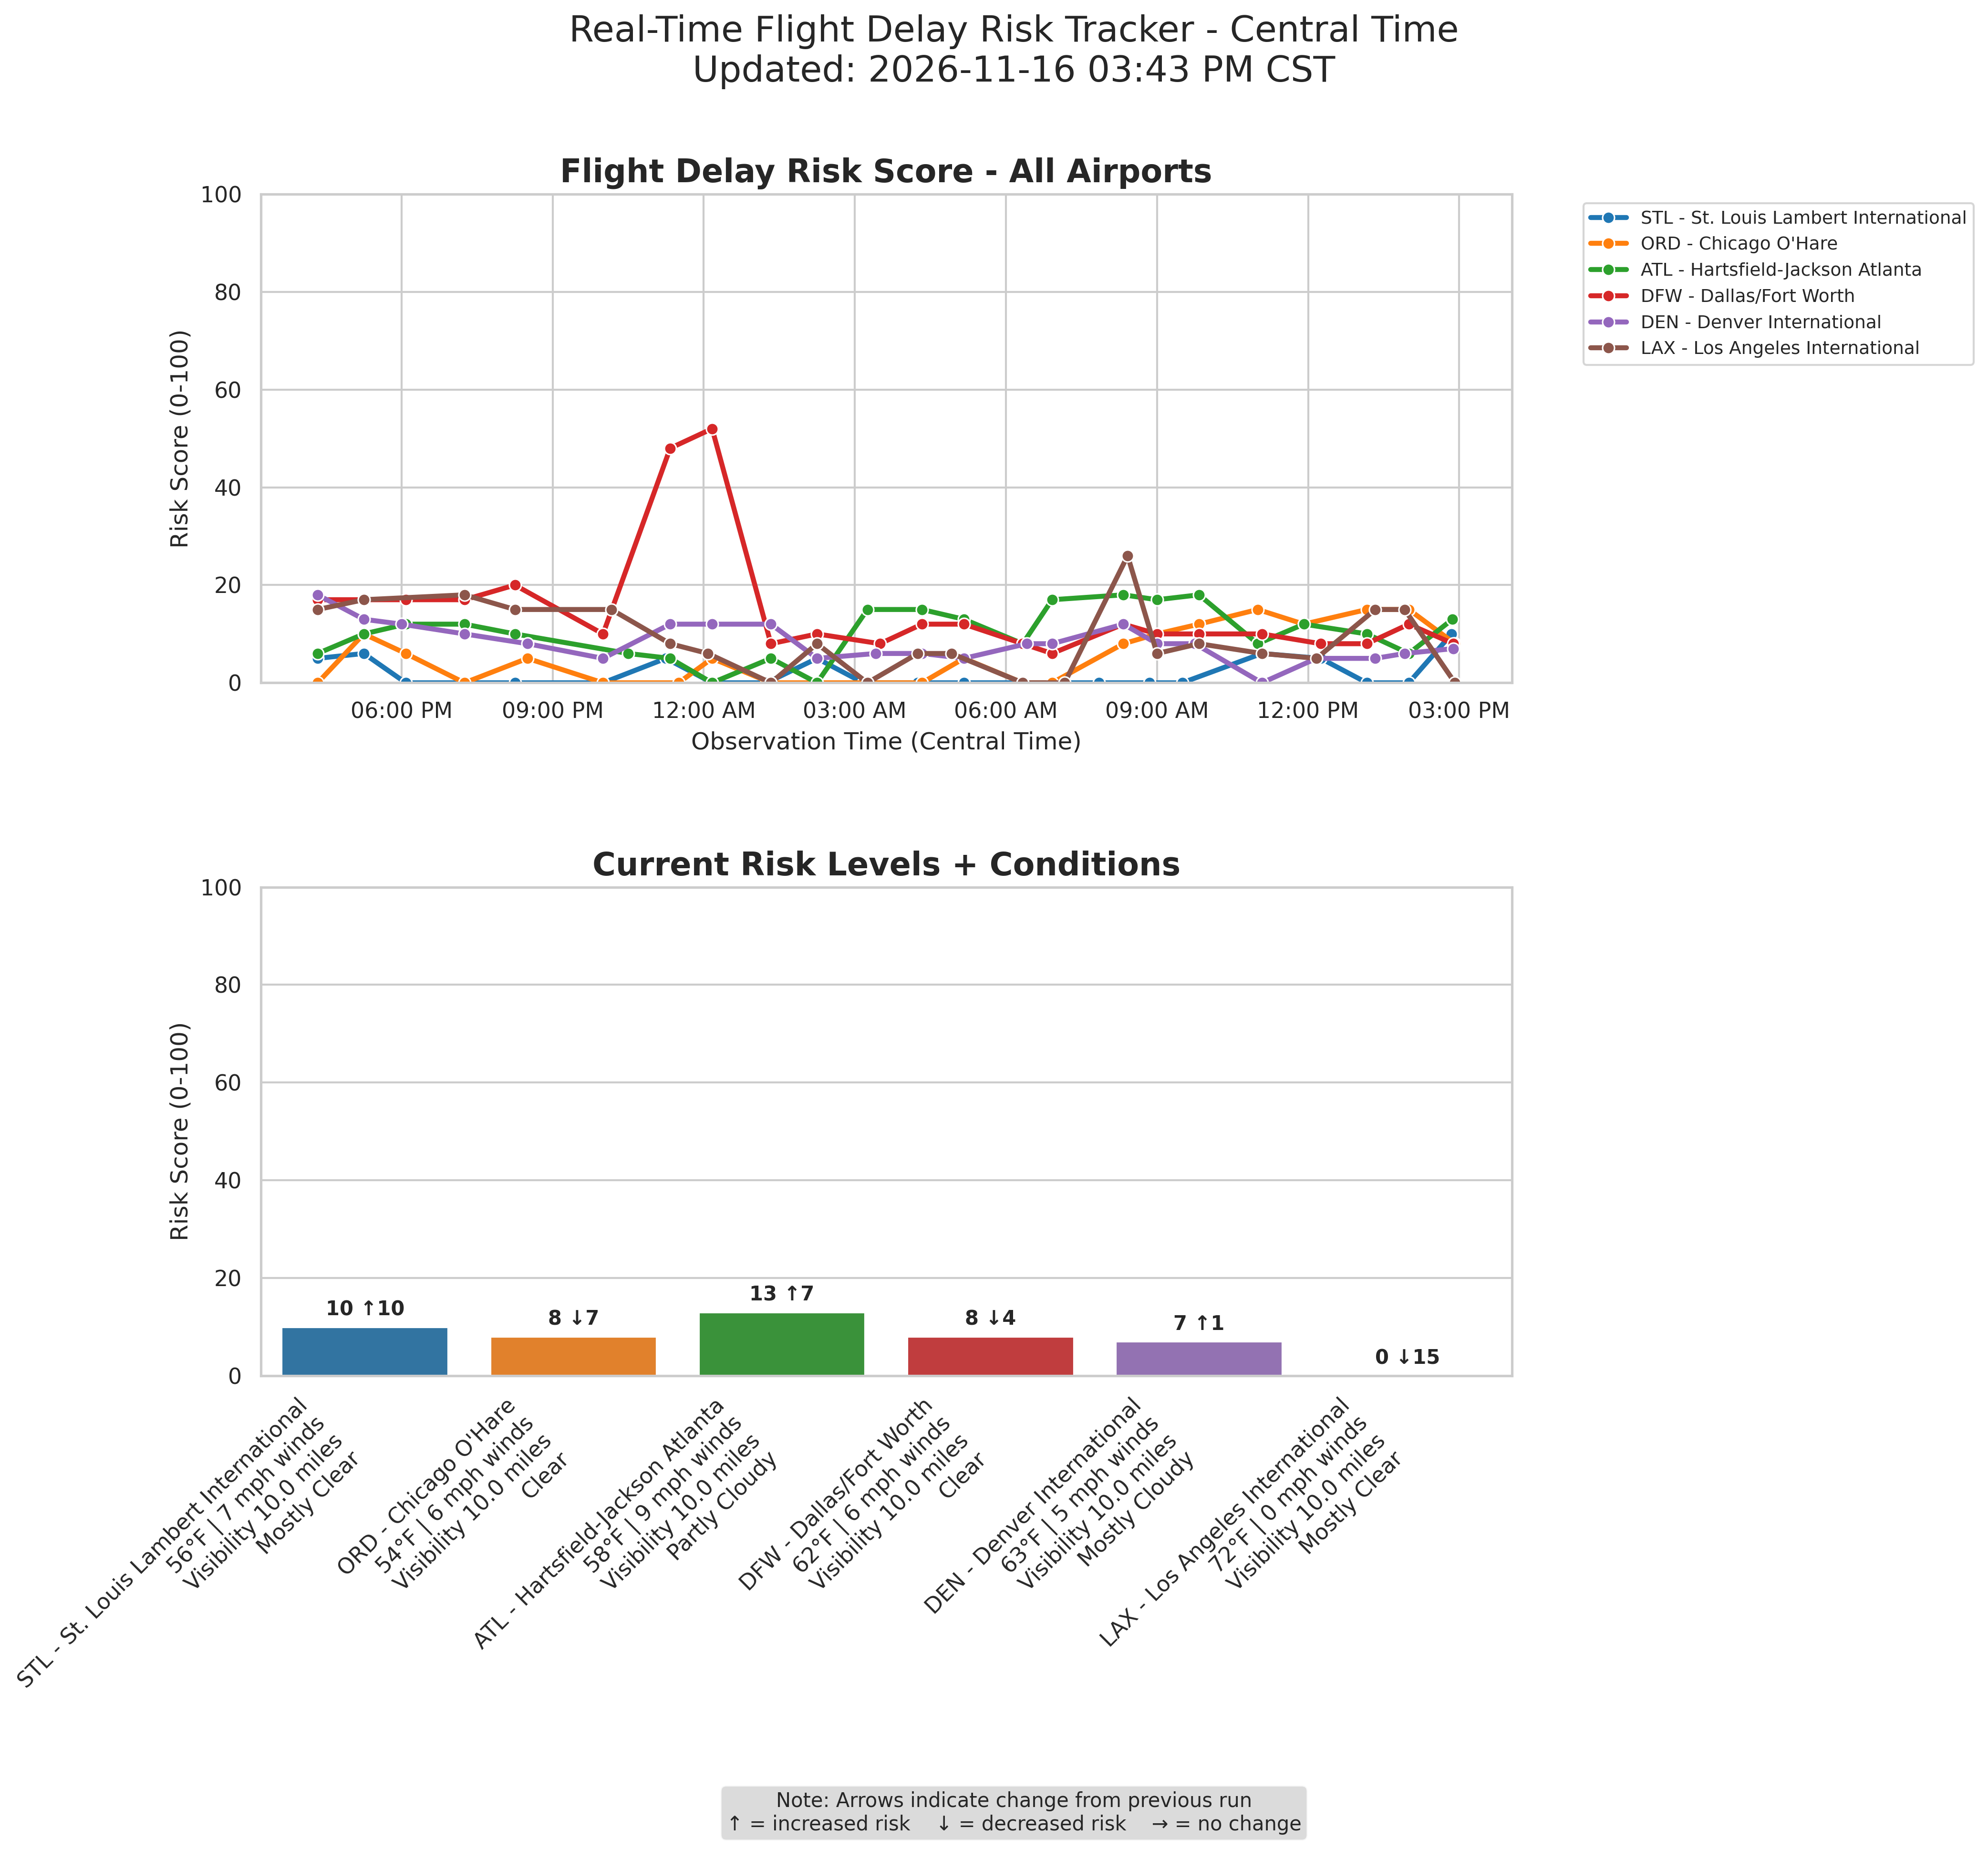 Real-Time Flight Delay Risk Tracker - Central Time
Updated: 2026-11-16 03:43 PM CST
Flight Delay Risk Score - All Airports
100
80
60
40
20
0
Risk Score (0-100)
06:00 PM
09:00 PM
12:00 AM
03:00 AM
06:00 AM
09:00 AM
12:00 PM
03:00 PM
Observation Time (Central Time)
STL - St. Louis Lambert International
ORD - Chicago O'Hare
ATL - Hartsfield-Jackson Atlanta
DFW - Dallas/Fort Worth
DEN - Denver International
LAX - Los Angeles International
Current Risk Levels + Conditions
100
80
60
40
20
0
Risk Score (0-100)
10 ↑10
8 ↓7
13 ↑7
8 ↓4
7 ↑1
0 ↓15
STL - St. Louis Lambert International
56°F | 7 mph winds
Visibility 10.0 miles
Mostly Clear
ORD - Chicago O'Hare
54°F | 6 mph winds
Visibility 10.0 miles
Clear
ATL - Hartsfield-Jackson Atlanta
58°F | 9 mph winds
Visibility 10.0 miles
Partly Cloudy
DFW - Dallas/Fort Worth
62°F | 6 mph winds
Visibility 10.0 miles
Clear
DEN - Denver International
63°F | 5 mph winds
Visibility 10.0 miles
Mostly Cloudy
LAX - Los Angeles International
72°F | 0 mph winds
Visibility 10.0 miles
Mostly Clear
Note: Arrows indicate change from previous run
↑ = increased risk ↓ = decreased risk → = no change